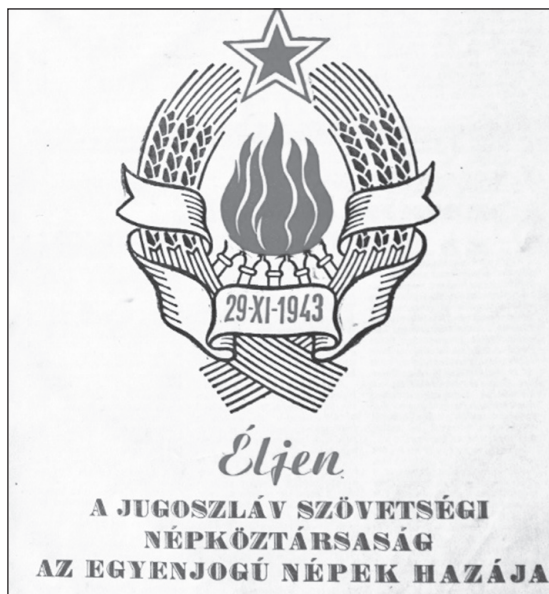 29-XI-1943
Éljen
A JUGOSZLÁV SZÖVETSÉGI
NÉPKÖZTÁRSASÁG
AZ EGYENJOGÚ NÉPEK HAZÁJA